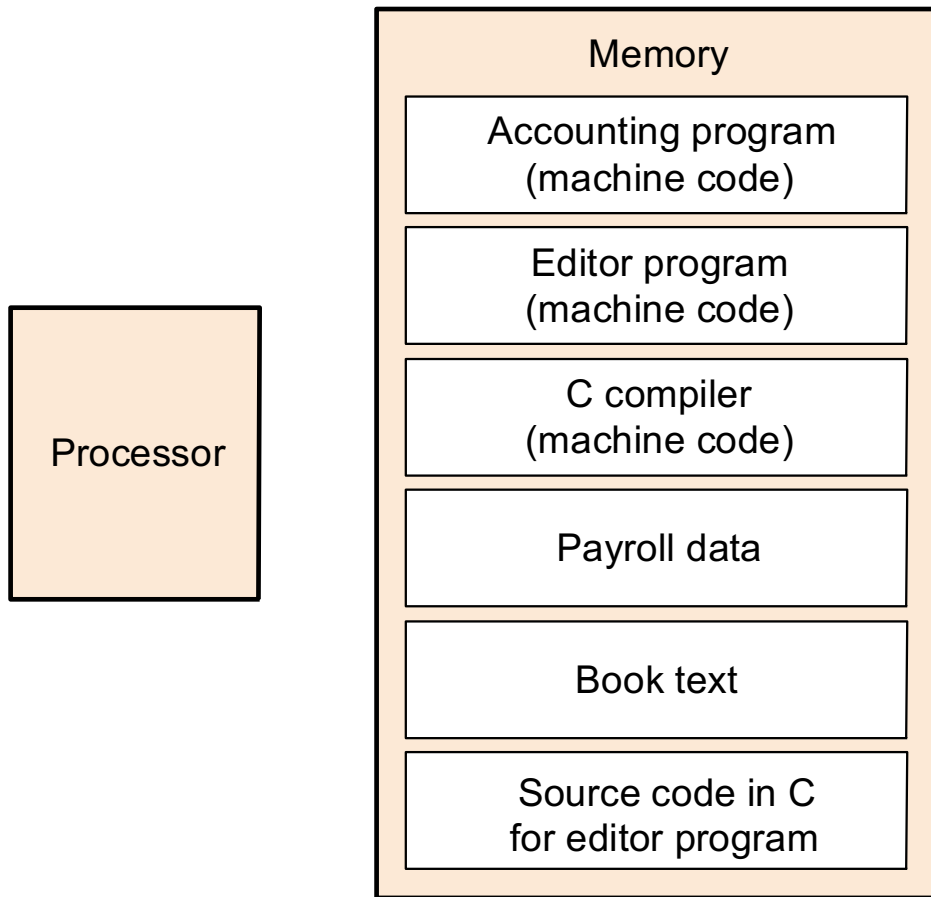 Memory
Accounting program
(machine code)
Editor program
(machine code)
C compiler
(machine code)
Processor
Payroll data
Book text
Source code in C
for editor program